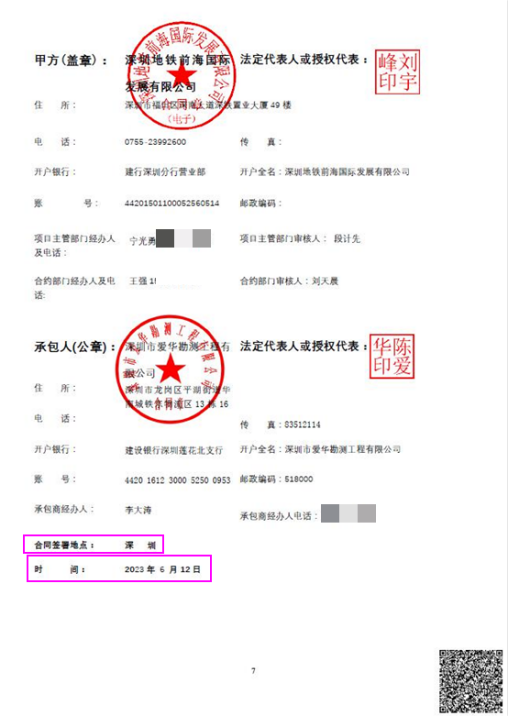 甲方(盖章)： 深圳地铁前海国际发展有限公司 法定代表人或授权代表：
刘宇峰印
深圳地铁前海国际发展有限公司
合同
(电子)
住 所： 深圳市福田区 大道深铁置业大厦 49 楼
电 话： 0755-23992600 传 真：
开户银行： 建行深圳分行营业部 开户全名：深圳地铁前海国际发展有限公司
账 号： 44201501100052560514 邮政编码：
项目主管部门经办人及电话： 宁光勇 项目主管部门审核人： 段计先
合约部门经办人及电话: 王强 合约部门审核人：刘天晨
承包人(公章)： 深圳市爱华勘测工程有限公司 法定代表人或授权代表：
陈爱华印
深圳市爱华勘测工程有限公司
住 所： 深圳市龙岗区平湖街道华南城铁东物流区 13 栋 16
电 话： 传 真：83512114
开户银行： 建设银行深圳莲花北支行 开户全名：深圳市爱华勘测工程有限公司
账 号： 4420 1612 3000 5250 0953 邮政编码：518000
承包商经办人： 李大涛 承包商经办人电话：
合同签署地点： 深 圳
时 间： 2023 年 6 月 12 日
7